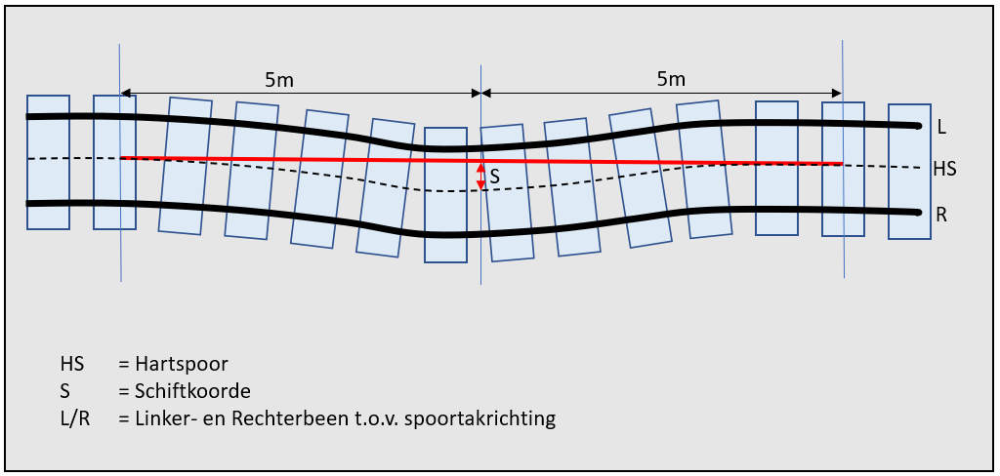 5m 5m
L
S HS
R
HS = Hartspoor
S = Schiftkoorde
L/R = Linker- en Rechterbeen t.o.v. spoortakrichting